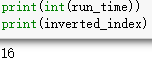 print(int(run_time))
print(inverted_index)
16